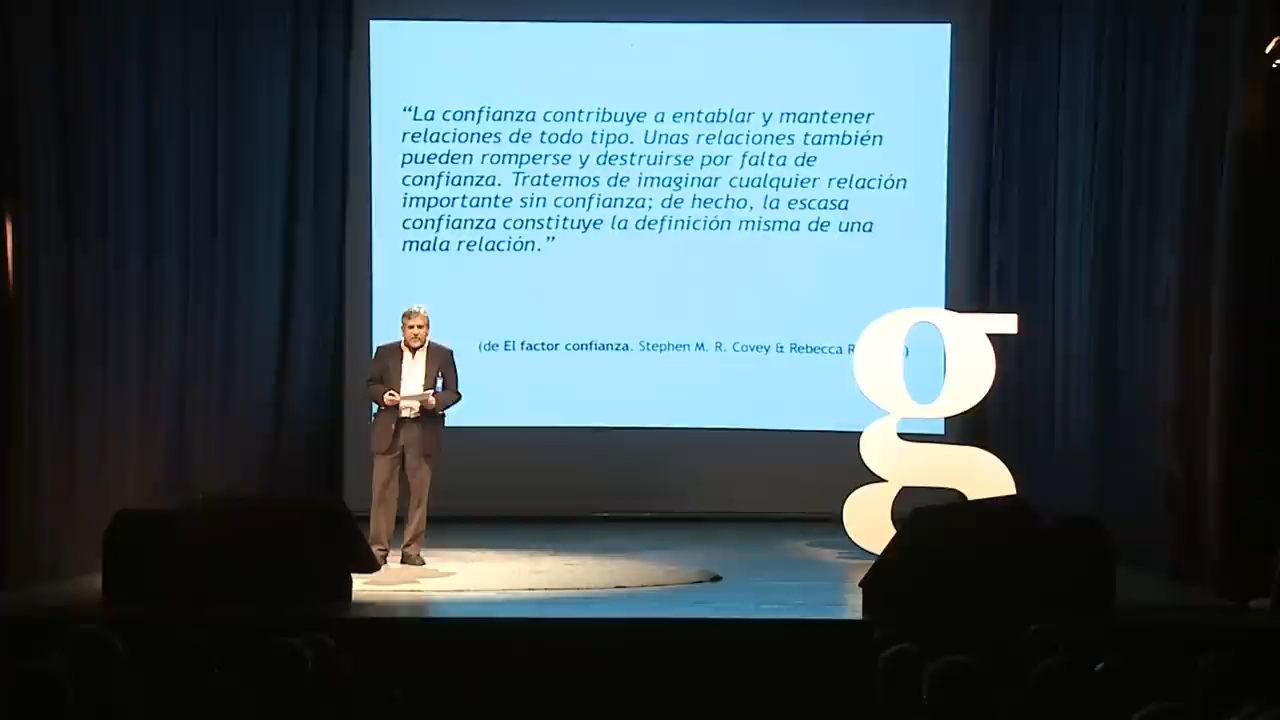 “La confianza contribuye a entablar y mantener
relaciones de todo tipo. Unas relaciones también
pueden romperse y destruirse por falta de
confianza. Tratemos de imaginar cualquier relación
importante sin confianza; de hecho, la escasa
confianza constituye la definición misma de una
mala relación.”
(de El factor confianza. Stephen M. R. Covey & Rebecca
g